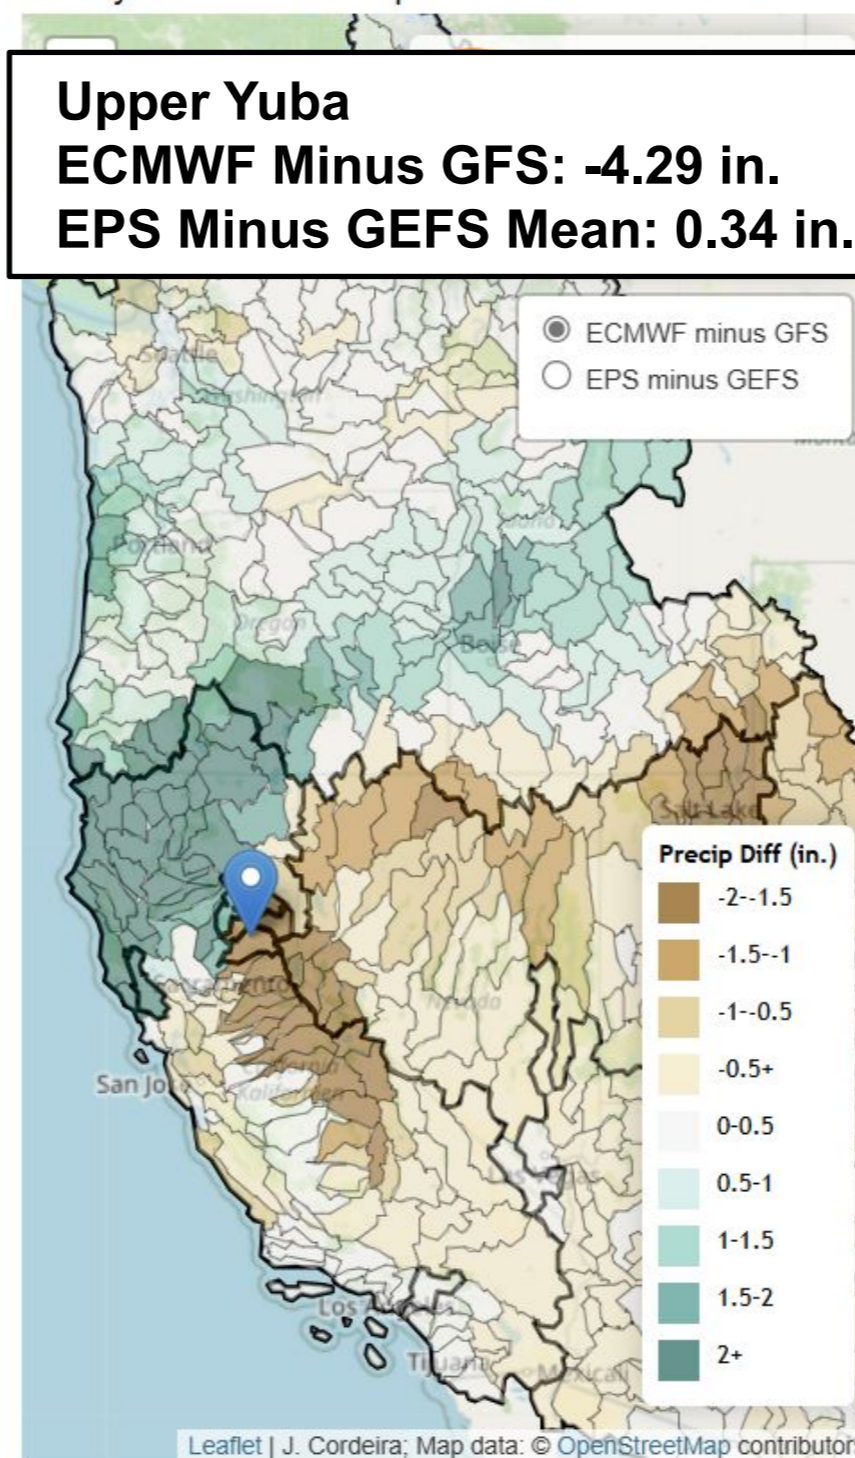 Upper Yuba
ECMWF Minus GFS: -4.29 in.
EPS Minus GEFS Mean: 0.34 in.
ECMWF minus GFS
EPS minus GEFS
Seattle
Washington
Portland
Idaho
Oregon
Boise
Salt Lake
Precip Diff (in.)
-2--1.5
-1.5--1
-1--0.5
-0.5+
0-0.5
0.5-1
1-1.5
1.5-2
2+
Sacramento
Nevada
San Jose
California
Kalifornien
Las Vegas
Los Angeles
Tijuana
Mexicali
Leaflet | J. Cordeira; Map data: © OpenStreetMap contributor